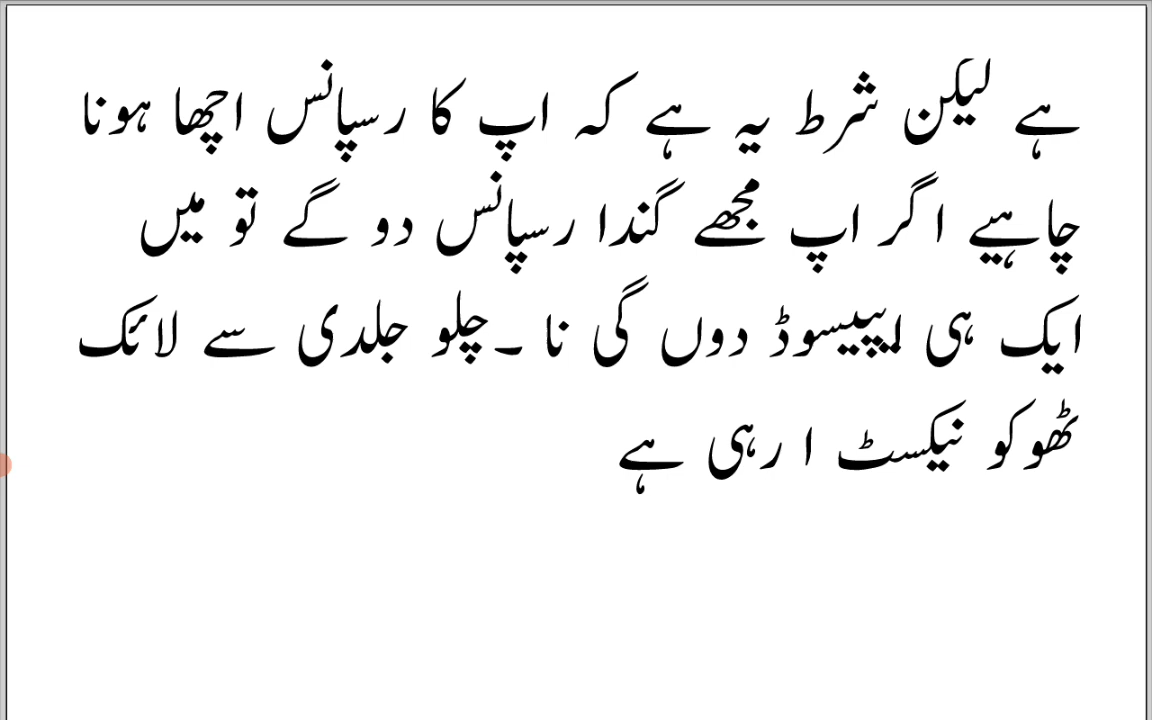 ہے لیکن شرط یہ ہے کہ اپ کا رسپانس اچھا ہونا
چاہیے اگر اپ مجھے گندا رسپانس دو گے تو میں
ایک ہی اپیسوڈ دوں گی نا ۔چلو جلدی سے لائک
ٹھوکو نیکسٹ ا رہی ہے